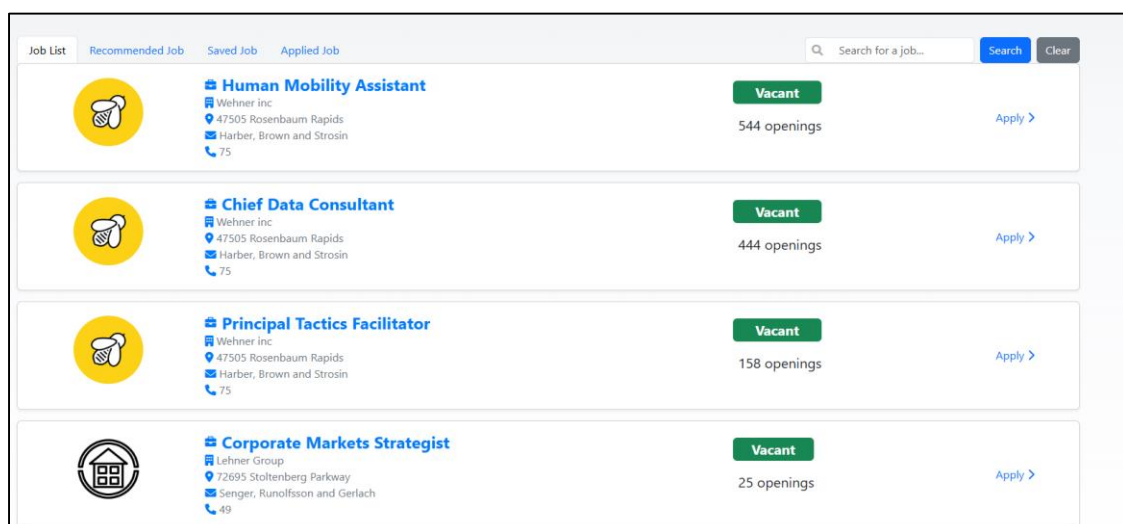 Job List Recommended Job Saved Job Applied Job Search for a job... Search Clear
Human Mobility Assistant
Wehner inc
47505 Rosenbaum Rapids
Harber, Brown and Strosin
75
Vacant
544 openings
Apply
Chief Data Consultant
Wehner inc
47505 Rosenbaum Rapids
Harber, Brown and Strosin
75
Vacant
444 openings
Apply
Principal Tactics Facilitator
Wehner inc
47505 Rosenbaum Rapids
Harber, Brown and Strosin
75
Vacant
158 openings
Apply
Corporate Markets Strategist
Lehner Group
72695 Stoltenberg Parkway
Senger, Runolfsson and Gerlach
49
Vacant
25 openings
Apply